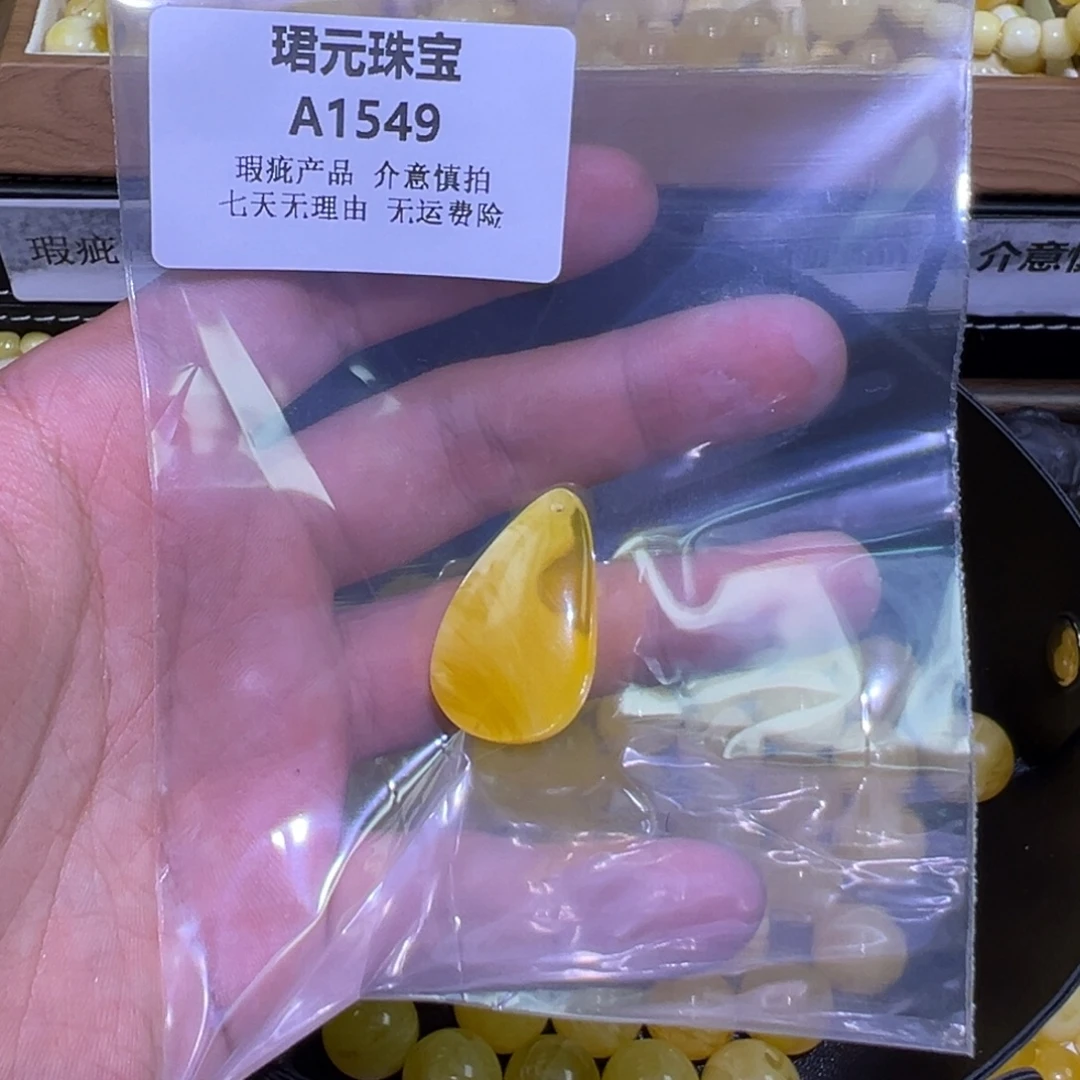 珺元珠宝
A1549
瑕疵产品 介意慎拍
七天无理由 无运费险
瑕疵
介意慎